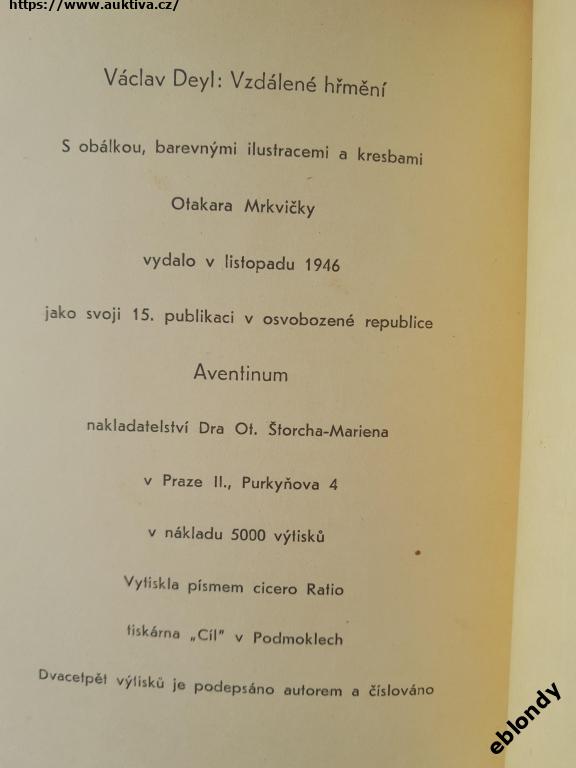 https://www.auktiva.cz/
Václav Deyl: Vzdálené hřmění
S obálkou, barevnými ilustracemi a kresbami
Otakara Mrkvičky
vydalo v listopadu 1946
jako svoji 15. publikaci v osvobozené republice
Aventinum
nakladatelství Dra Ot. Štorcha-Mariena
v Praze II., Purkyňova 4
v nákladu 5000 výtisků
Vytiskla písmem cicero Ratio
tiskárna „Cíl" v Podmoklech
Dvacetpět výtisků je podepsáno autorem a číslováno
eblondy